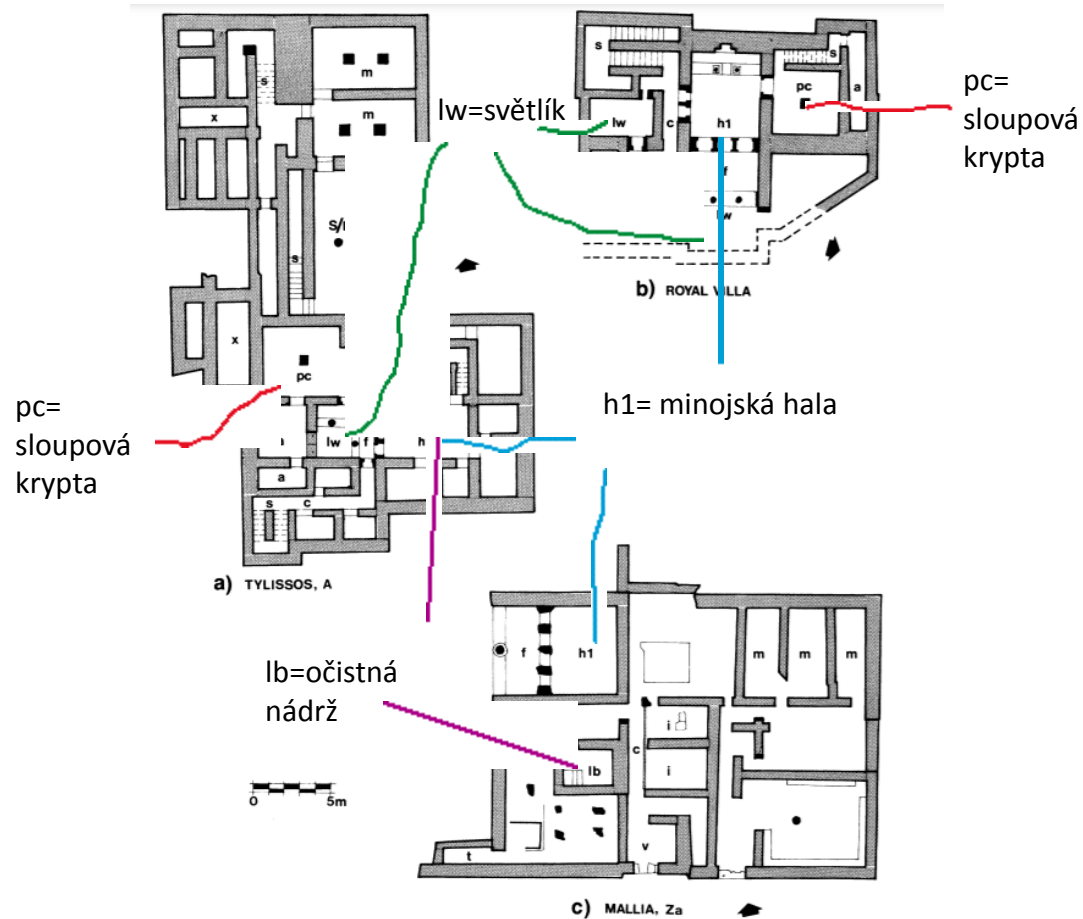 s
m
m
x
s
s/l
s
x
pc
lw
f
h
a
s
c
a) TYLISSOS, A
lw=světlík
s
lw
c
h1
pc
s
a
f
lw
b) ROYAL VILLA
pc=
sloupová
krypta
pc=
sloupová
krypta
h1= minojská hala
lb=očistná
nádrž
f
h1
m
m
m
i
c
i
lb
v
t
0 5m
c) MALLIA, Za